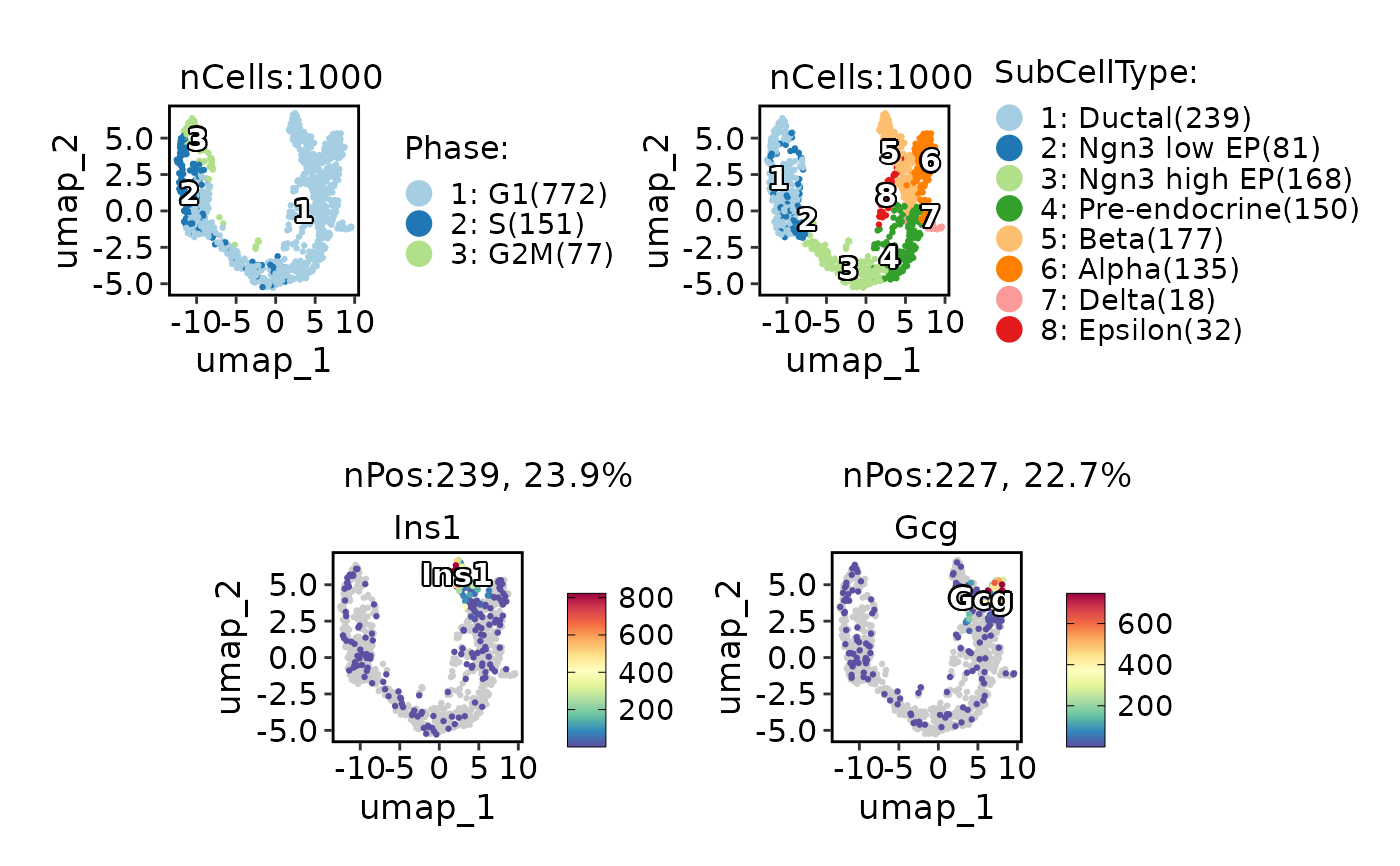 nCells:1000
umap_2
5.0
2.5
0.0
-2.5
-5.0
3
2
1
-10 -5 0 5 10
umap_1
Phase:
1: G1(772)
2: S(151)
3: G2M(77)
nCells:1000
umap_2
5.0
2.5
0.0
-2.5
-5.0
5
6
1
8
2
7
4
3
-10 -5 0 5 10
umap_1
SubCellType:
1: Ductal(239)
2: Ngn3 low EP(81)
3: Ngn3 high EP(168)
4: Pre-endocrine(150)
5: Beta(177)
6: Alpha(135)
7: Delta(18)
8: Epsilon(32)
nPos:239, 23.9%
Ins1
umap_2
5.0
2.5
0.0
-2.5
-5.0
Ins1
-10 -5 0 5 10
umap_1
800
600
400
200
nPos:227, 22.7%
Gcg
umap_2
5.0
2.5
0.0
-2.5
-5.0
Gcg
-10 -5 0 5 10
umap_1
600
400
200